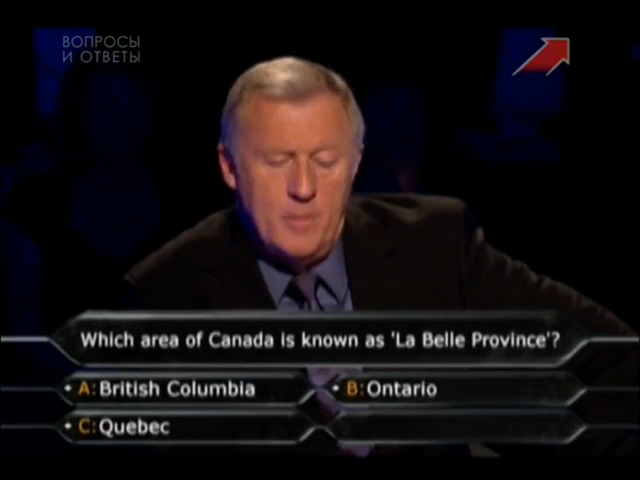 ВОПРОСЫ
И ОТВЕТЫ
Which area of Canada is known as 'La Belle Province'?
A: British Columbia
B: Ontario
C: Quebec